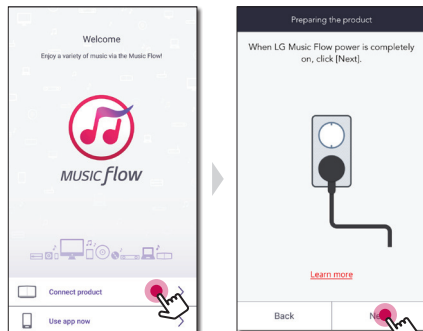 Welcome
Enjoy a variety of music via the Music Flow!
MUSIC flow
Connect product
Use app now
Preparing the product
When LG Music Flow power is completely
on, click [Next].
Learn more
Back